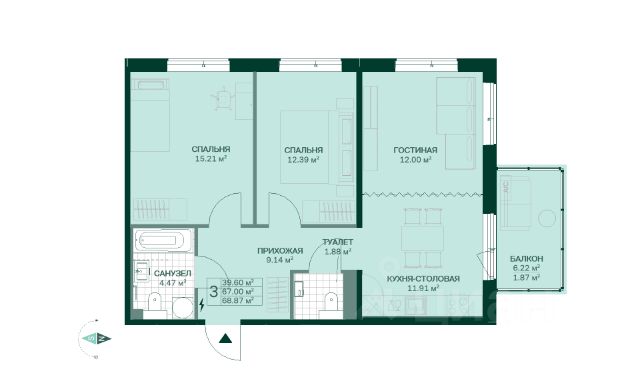 СПАЛЬНЯ
15.21 м²
СПАЛЬНЯ
12.39 м²
ГОСТИНАЯ
12.00 м²
A/C
ПРИХОЖАЯ
9.14 м²
ТУАЛЕТ
1.88 м²
САНУЗЕЛ
4.47 м²
КУХНЯ-СТОЛОВАЯ
11.91 м²
БАЛКОН
6.22 м²
1.87 м²
3
39.60 м²
67.00 м²
68.87 м²
S N